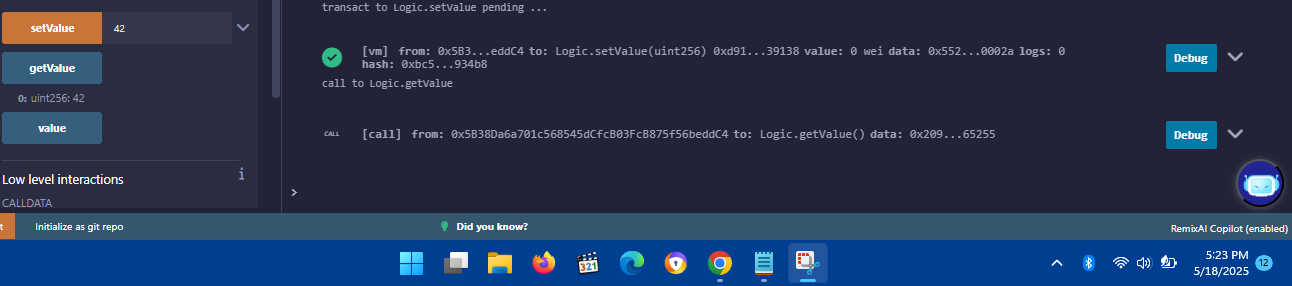 transact to Logic.setValue pending ...
setValue 42
[vm] from: 0x5B3...eddC4 to: Logic.setValue(uint256) 0xd91...39138 value: 0 wei data: 0x552...0002a logs: 0
hash: 0xbc5...934b8
Debug
call to Logic.getValue
getValue
0: uint256: 42
value
CALL [call] from: 0x5B38Da6a701c568545dCfcB03FcB875f56beddC4 to: Logic.getValue() data: 0x209...65255
Debug
Low level interactions i
CALLDATA
>
t Initialize as git repo
Did you know?
RemixAI Copilot (enabled)
321
5:23 PM
5/18/2025
12